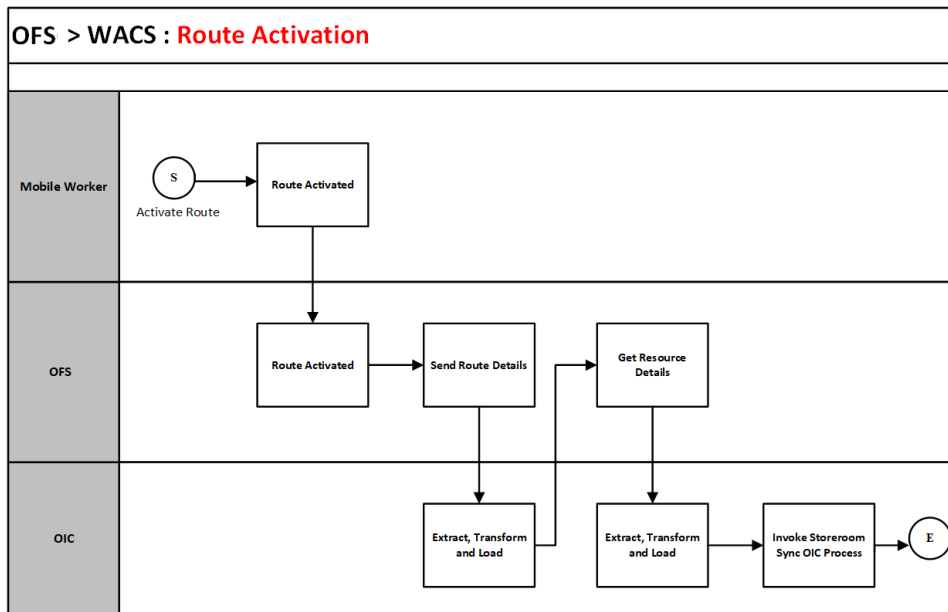 OFS > WACS : Route Activation
Mobile Worker
S
Activate Route
Route Activated
OFS
Route Activated
Send Route Details
Get Resource
Details
OIC
Extract, Transform
and Load
Extract, Transform
and Load
Invoke Storeroom
Sync OIC Process
E